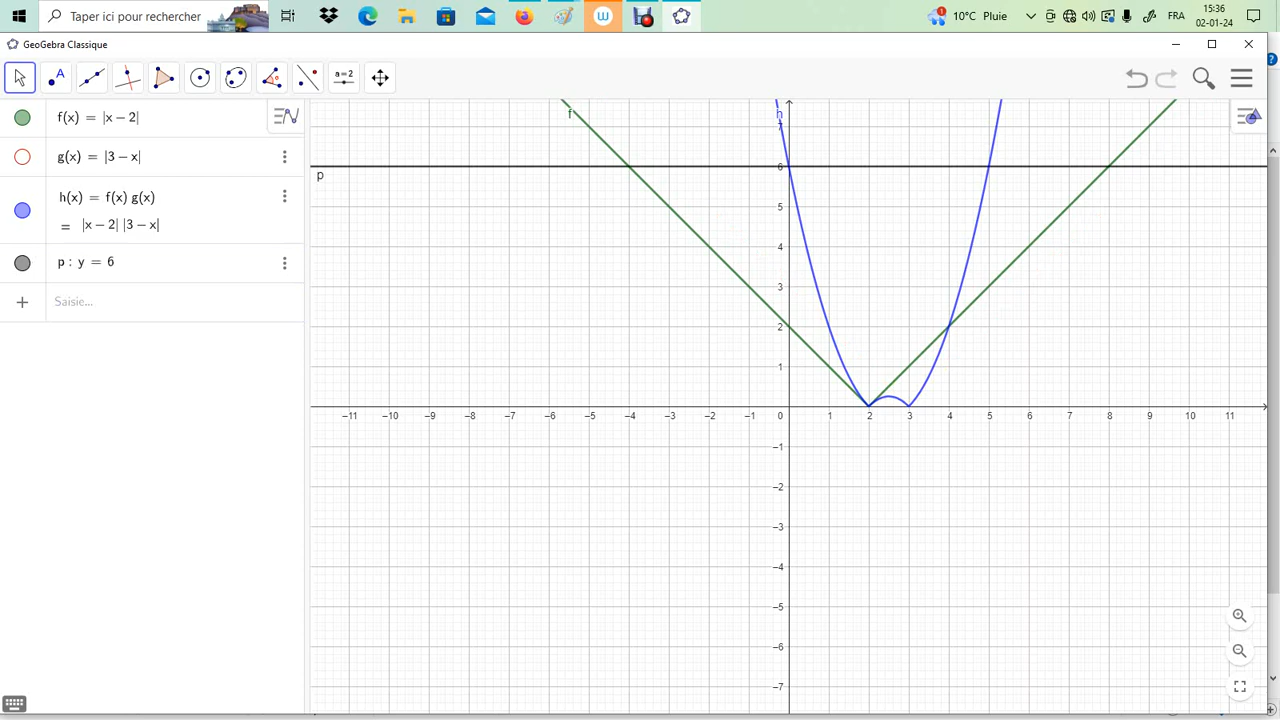 Taper ici pour rechercher
W
10°C Pluie
FRA
15:36
02-01-24
GeoGebra Classique
A
a=2
f(x) = |x − 2|
g(x) = |3 − x|
h(x) = f(x) g(x)
= |x − 2| |3 − x|
p : y = 6
+ Saisie...
f
h
p
7
6
5
4
3
2
1
−11 −10 −9 −8 −7 −6 −5 −4 −3 −2 −1 0 1 2 3 4 5 6 7 8 9 10 11
−1
−2
−3
−4
−5
−6
−7